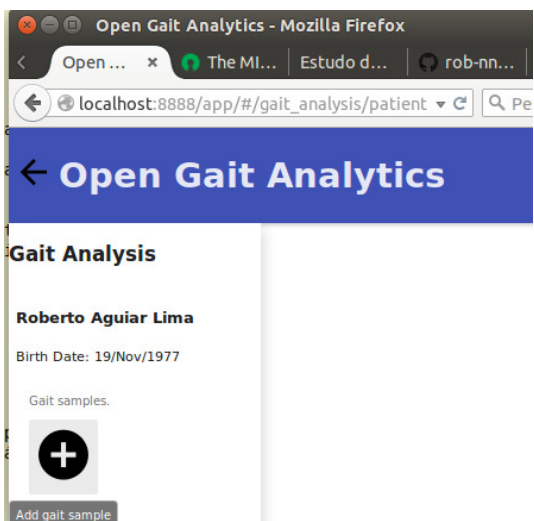 Open Gait Analytics - Mozilla Firefox
Open ... × The MI... Estudo d... rob-nn...
localhost:8888/app/#/gait_analysis/patient Pe
Open Gait Analytics
Gait Analysis
Roberto Aguiar Lima
Birth Date: 19/Nov/1977
Gait samples.
Add gait sample